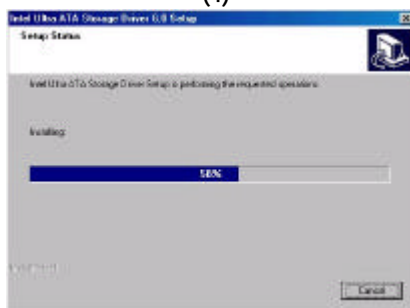 (4)
Intel Ultra ATA Storage Driver 6.0 Setup
Setup Status
Intel Ultra ATA Storage Driver Setup is performing the requested operations.
Installing:
58%
Cancel